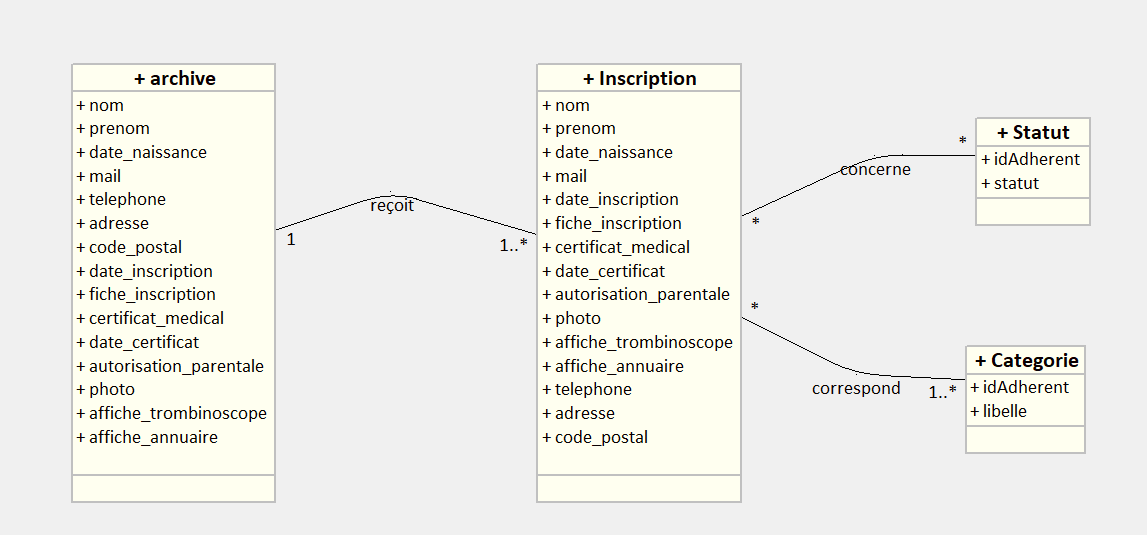 + archive
+ nom
+ prenom
+ date_naissance
+ mail
+ telephone
+ adresse
+ code_postal
+ date_inscription
+ fiche_inscription
+ certificat_medical
+ date_certificat
+ autorisation_parentale
+ photo
+ affiche_trombinoscope
+ affiche_annuaire
reçoit
1
1..*
+ Inscription
+ nom
+ prenom
+ date_naissance
+ mail
+ date_inscription
+ fiche_inscription
+ certificat_medical
+ date_certificat
+ autorisation_parentale
+ photo
+ affiche_trombinoscope
+ affiche_annuaire
+ telephone
+ adresse
+ code_postal
*
concerne
*
+ Statut
+ idAdherent
+ statut
*
correspond
1..*
+ Categorie
+ idAdherent
+ libelle